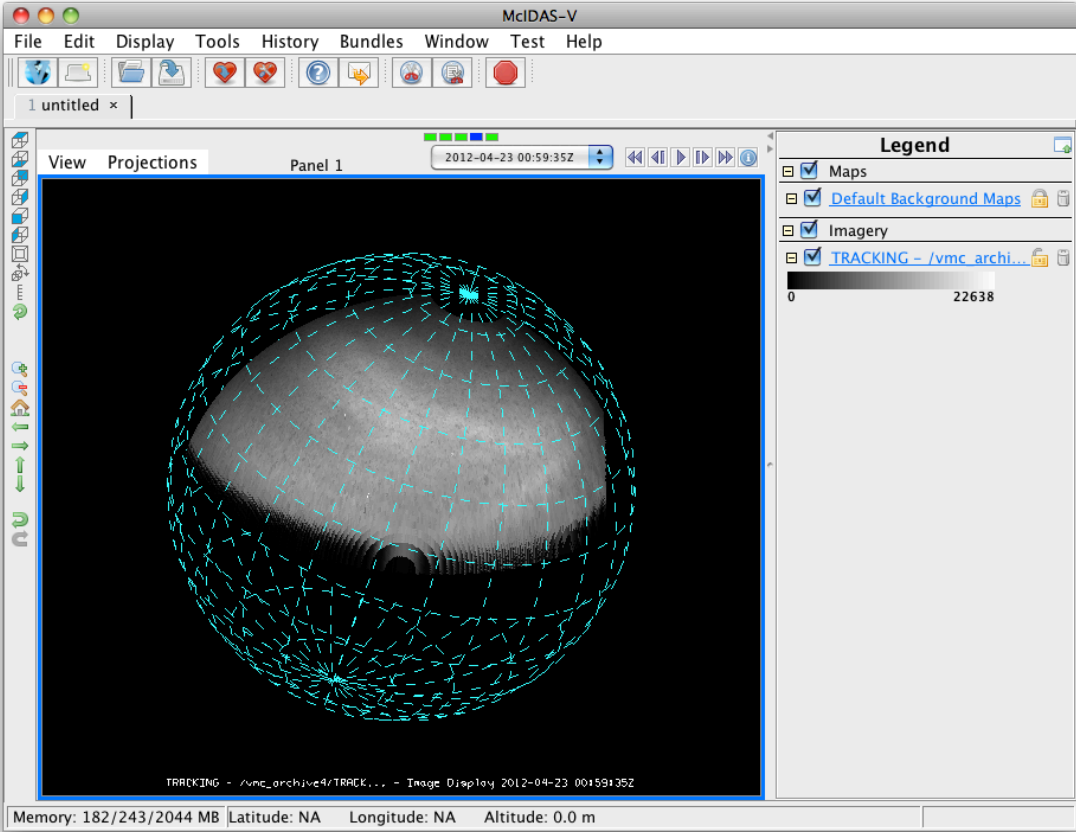 McIDAS-V
File Edit Display Tools History Bundles Window Test Help
1 untitled ×
View Projections Panel 1 2012-04-23 00:59:35Z
Legend
Maps
Default Background Maps
Imagery
TRACKING - /vmc_archi...
0 22638
TRACKING - /vmc_archive4/TRACK... - Image Display 2012-04-23 00:59:35Z
Memory: 182/243/2044 MB Latitude: NA Longitude: NA Altitude: 0.0 m